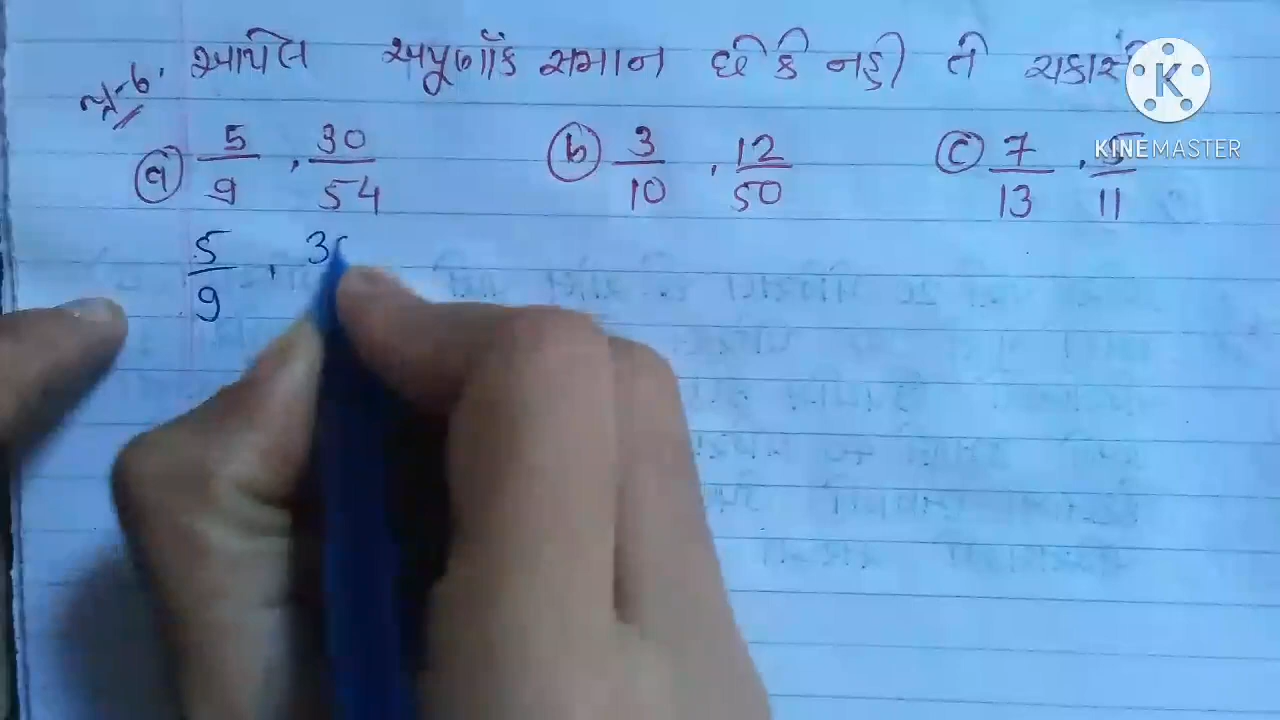 આપેલ અપૂર્ણાંક સમાન છે કે નહી તે ચકાસો
પ્ર-6.
K
KINEMASTER
(a) 5/9 , 30/54 (b) 3/10 , 12/50 (c) 7/13 , 5/11
5/9 , 30